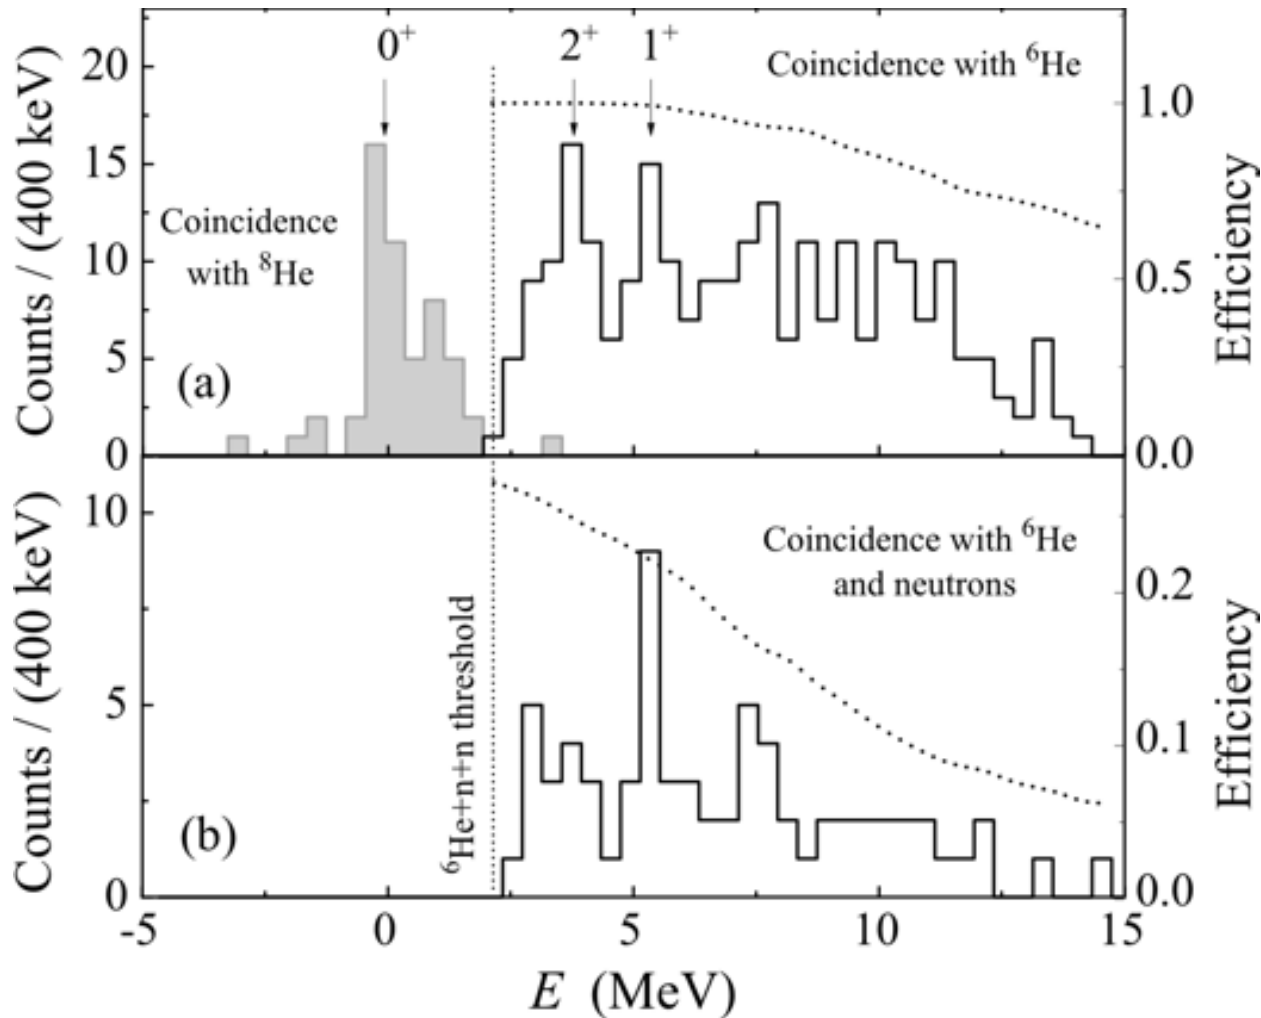 0⁺ 2⁺ 1⁺
Coincidence with ⁶He
Counts / (400 keV)
20
15
10
5
0
Coincidence
with ⁸He
(a)
1.0
0.5
0.0
Efficiency
Counts / (400 keV)
10
5
0
Coincidence with ⁶He
and neutrons
⁶He+n+n threshold
(b)
0.2
0.1
0.0
Efficiency
-5 0 5 10 15
E (MeV)